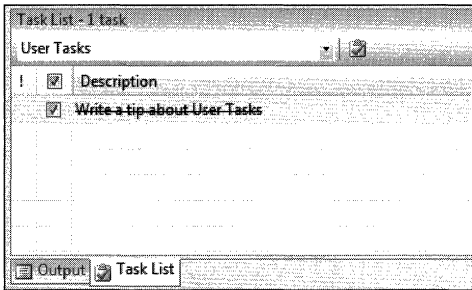 Task List - 1 task
User Tasks
! Description
Write a tip about User Tasks
Output Task List